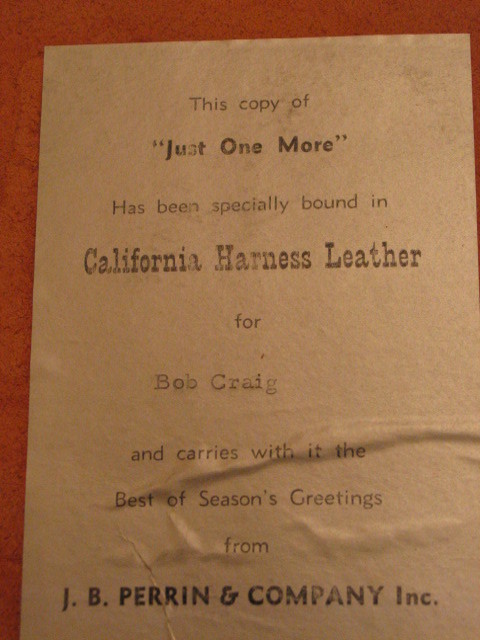 This copy of
"Just One More"
Has been specially bound in
California Harness Leather
for
Bob Craig
and carries with it the
Best of Season's Greetings
from
J. B. PERRIN & COMPANY Inc.